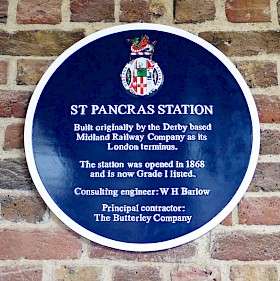 ST PANCRAS STATION
Built originally by the Derby based
Midland Railway Company as its
London terminus.
The station was opened in 1868
and is now Grade I listed.
Consulting engineer: W H Barlow
Principal contractor:
The Butterley Company